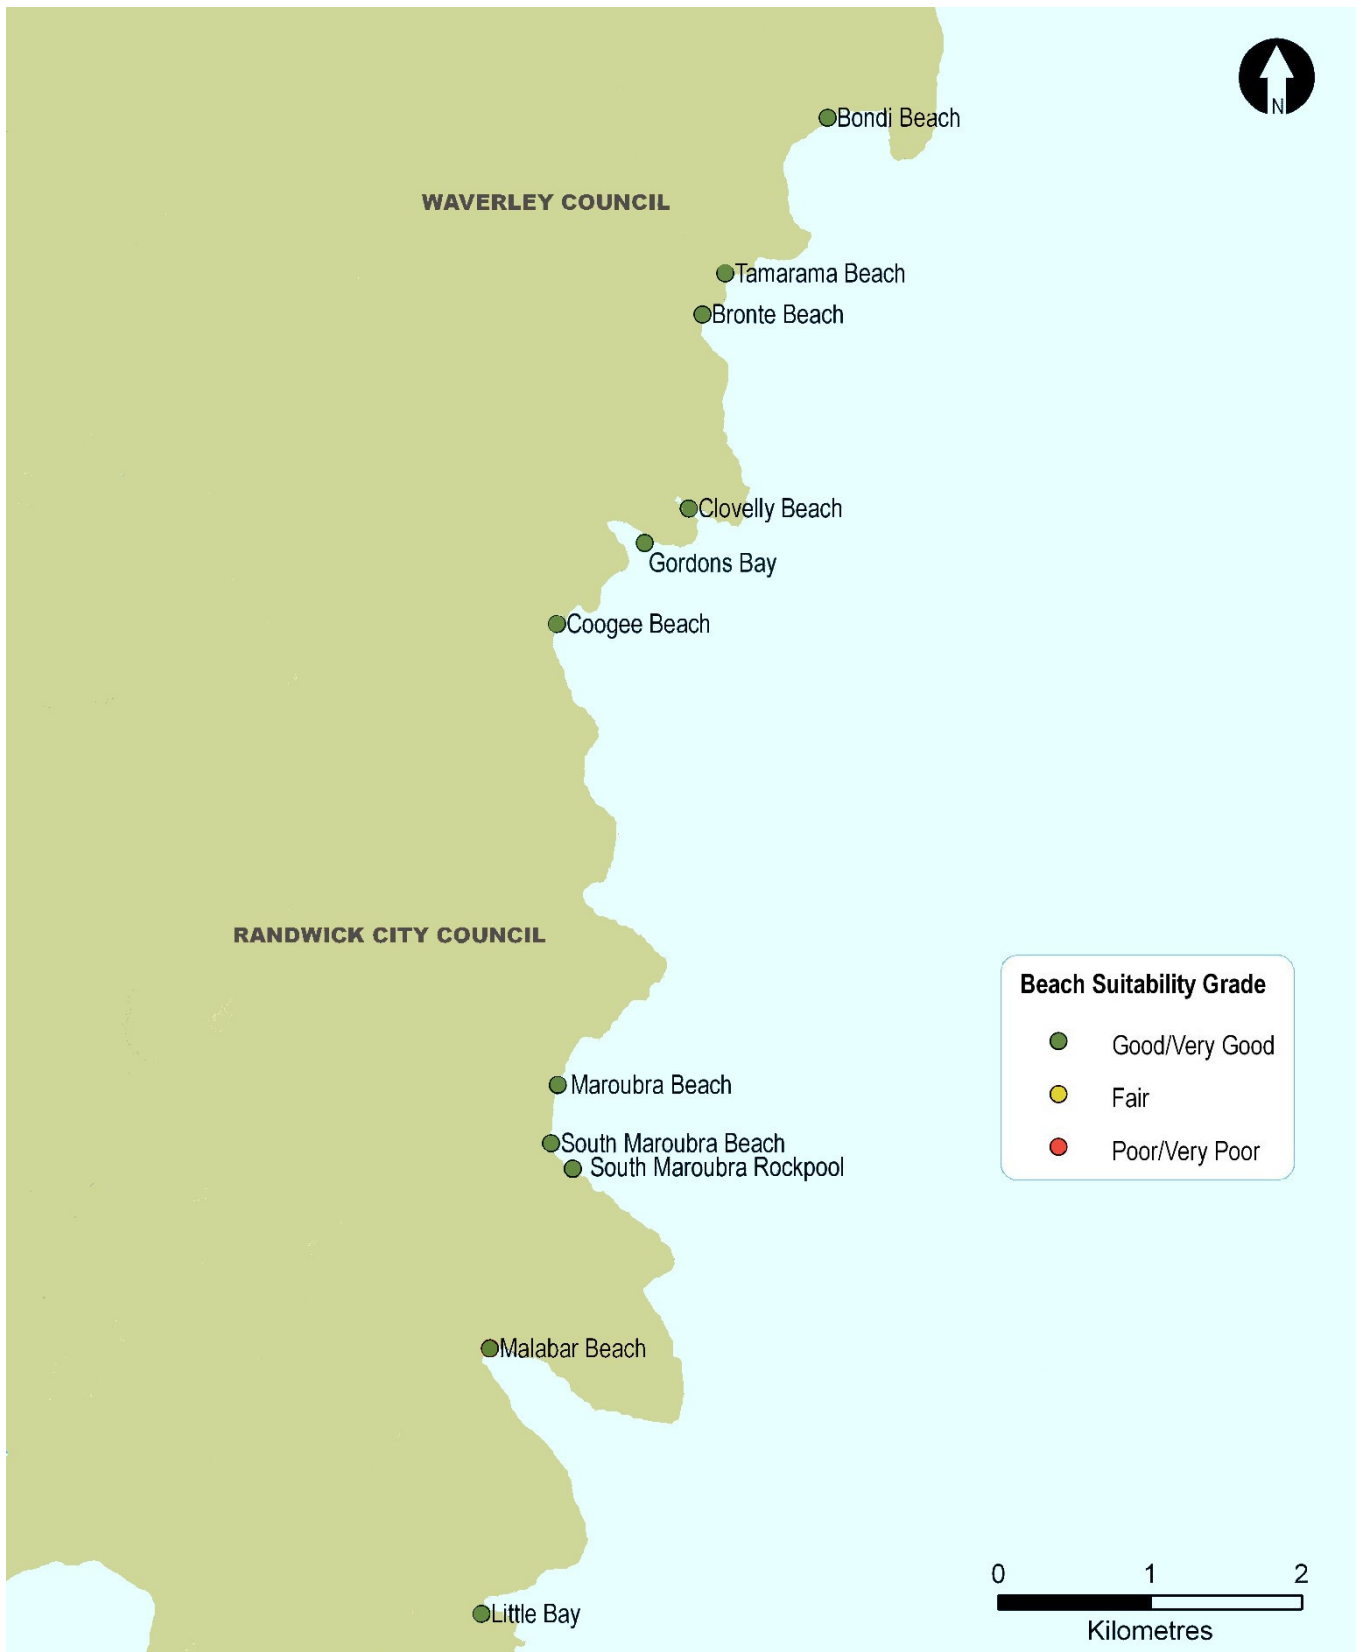 N
Bondi Beach
WAVERLEY COUNCIL
Tamarama Beach
Bronte Beach
Clovelly Beach
Gordons Bay
Coogee Beach
RANDWICK CITY COUNCIL
Beach Suitability Grade
Good/Very Good
Fair
Poor/Very Poor
Maroubra Beach
South Maroubra Beach
South Maroubra Rockpool
Malabar Beach
Little Bay
0 1 2
Kilometres